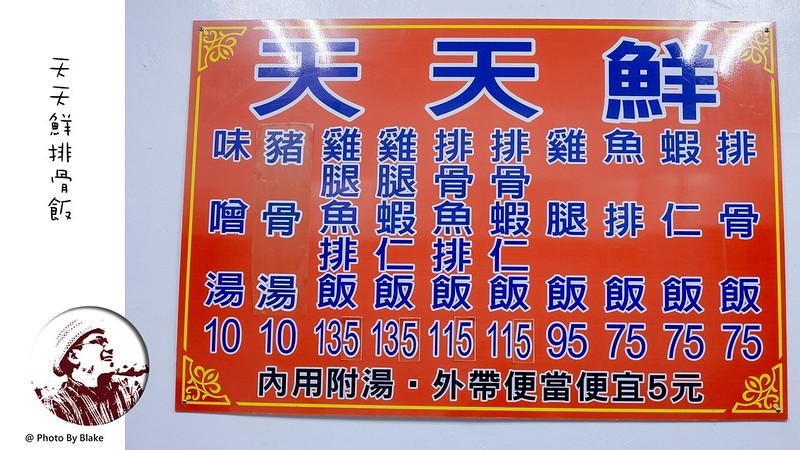 天天鮮排骨飯
@ Photo By Blake
天天鮮
排骨飯 75
蝦仁飯 75
魚排飯 75
雞腿飯 95
排骨蝦仁飯 115
排骨魚排飯 115
雞腿蝦仁飯 135
雞腿魚排飯 135
豬骨湯 10
味噌湯 10
內用附湯・外帶便當便宜5元